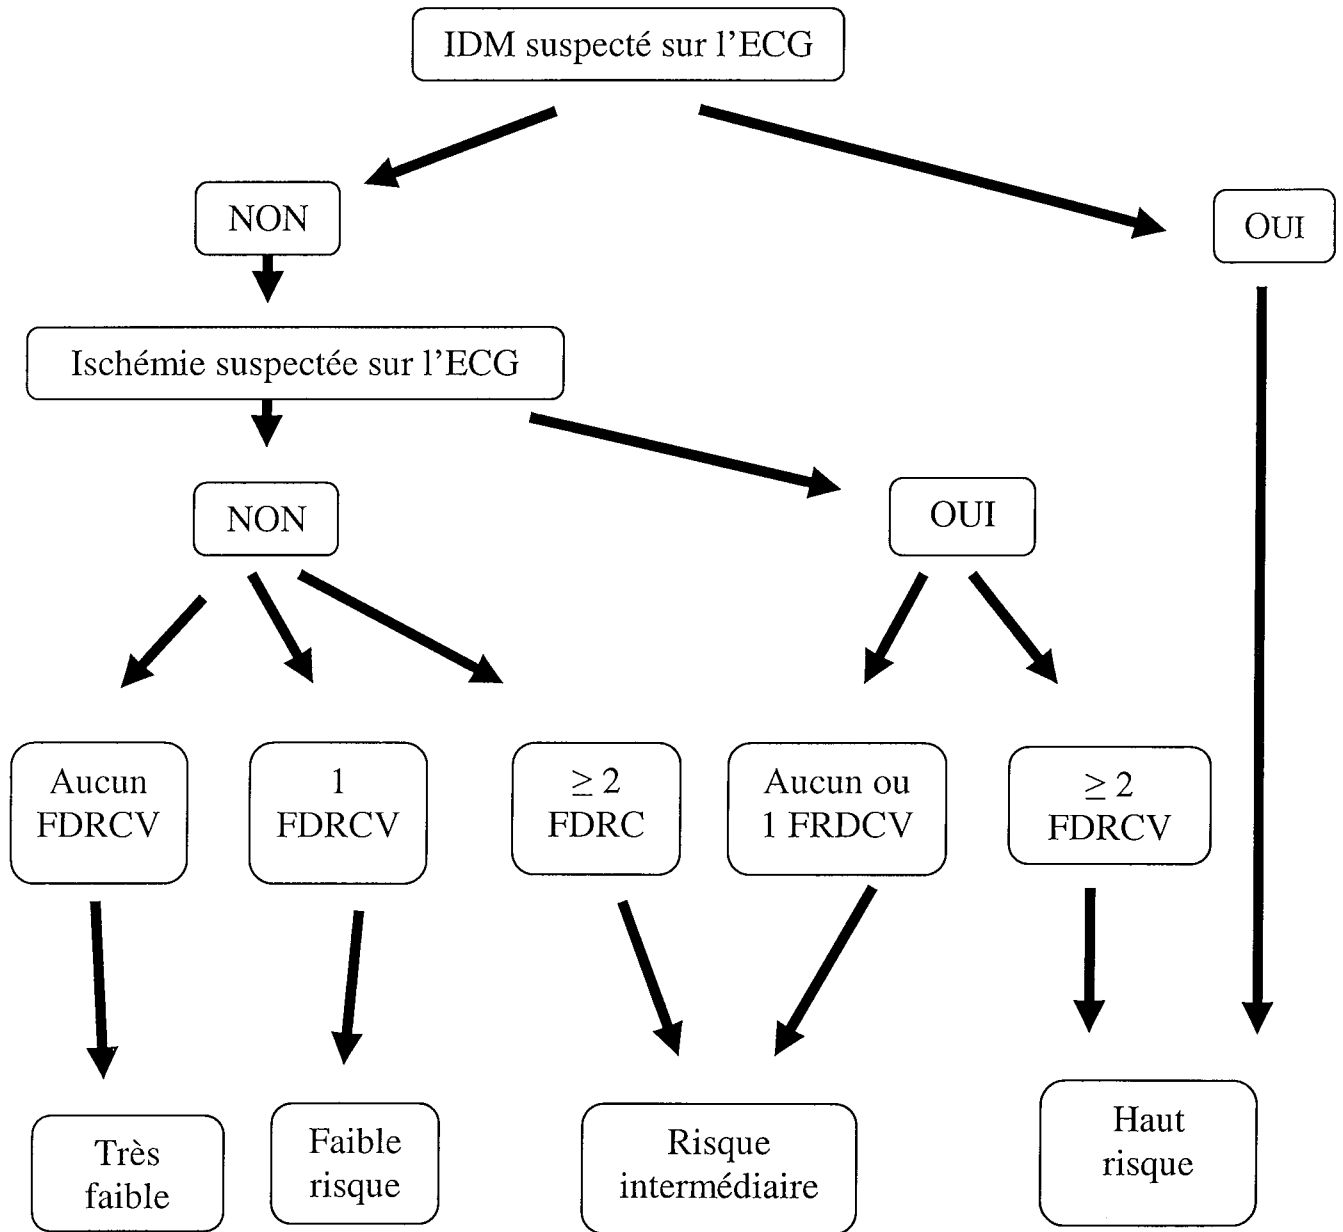 IDM suspecté sur l'ECG
NON
OUI
Ischémie suspectée sur l'ECG
NON
OUI
Aucun
FDRCV
1
FDRCV
≥ 2
FDRC
Aucun ou
1 FRDCV
≥ 2
FDRCV
Très
faible
Faible
risque
Risque
intermédiaire
Haut
risque